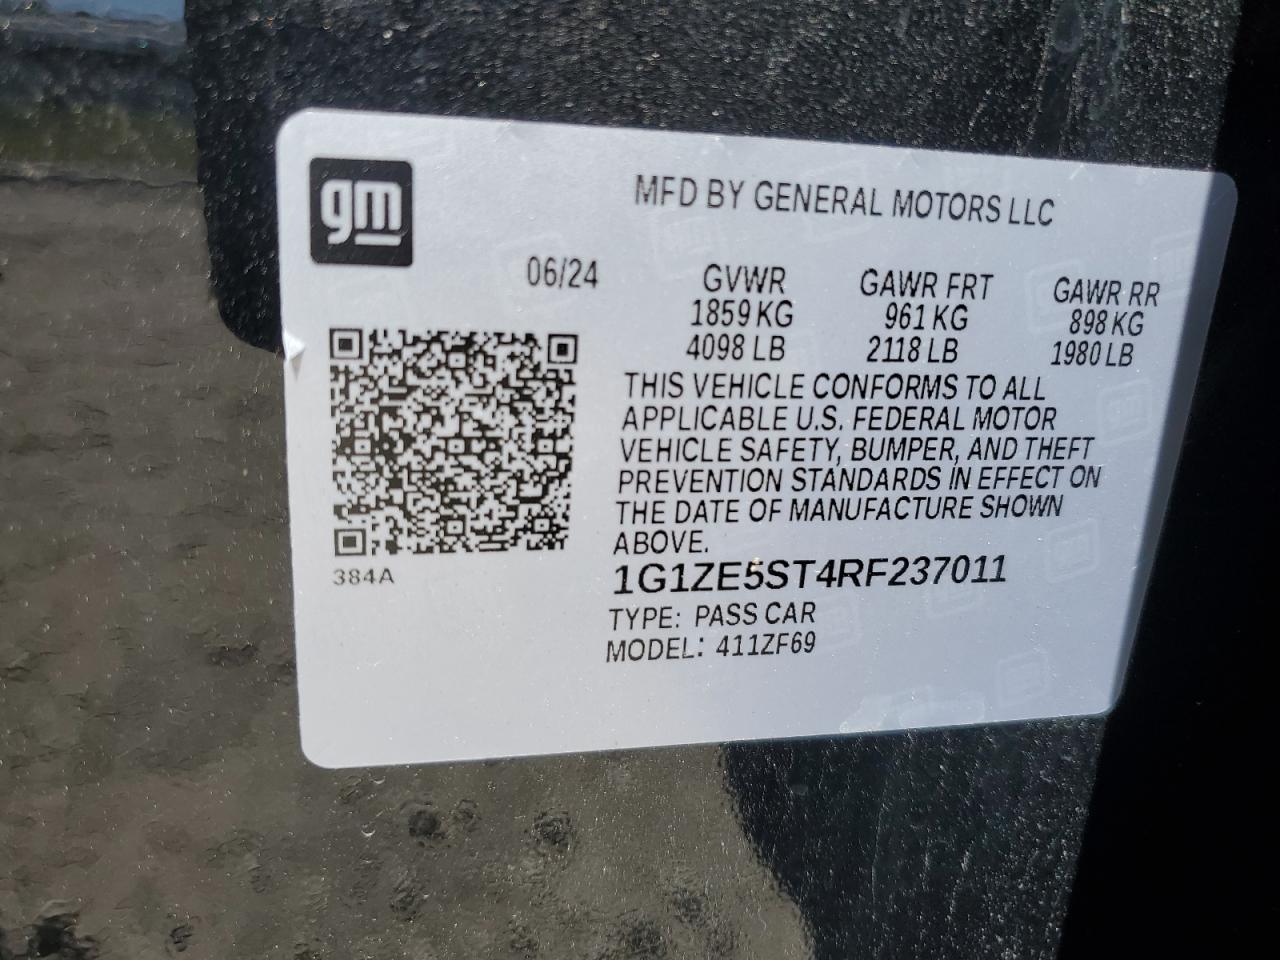 gm
MFD BY GENERAL MOTORS LLC
06/24
GVWR GAWR FRT GAWR RR
1859 KG 961 KG 898 KG
4098 LB 2118 LB 1980 LB
THIS VEHICLE CONFORMS TO ALL
APPLICABLE U.S. FEDERAL MOTOR
VEHICLE SAFETY, BUMPER, AND THEFT
PREVENTION STANDARDS IN EFFECT ON
THE DATE OF MANUFACTURE SHOWN
ABOVE.
384A
1G1ZE5ST4RF237011
TYPE: PASS CAR
MODEL: 411ZF69